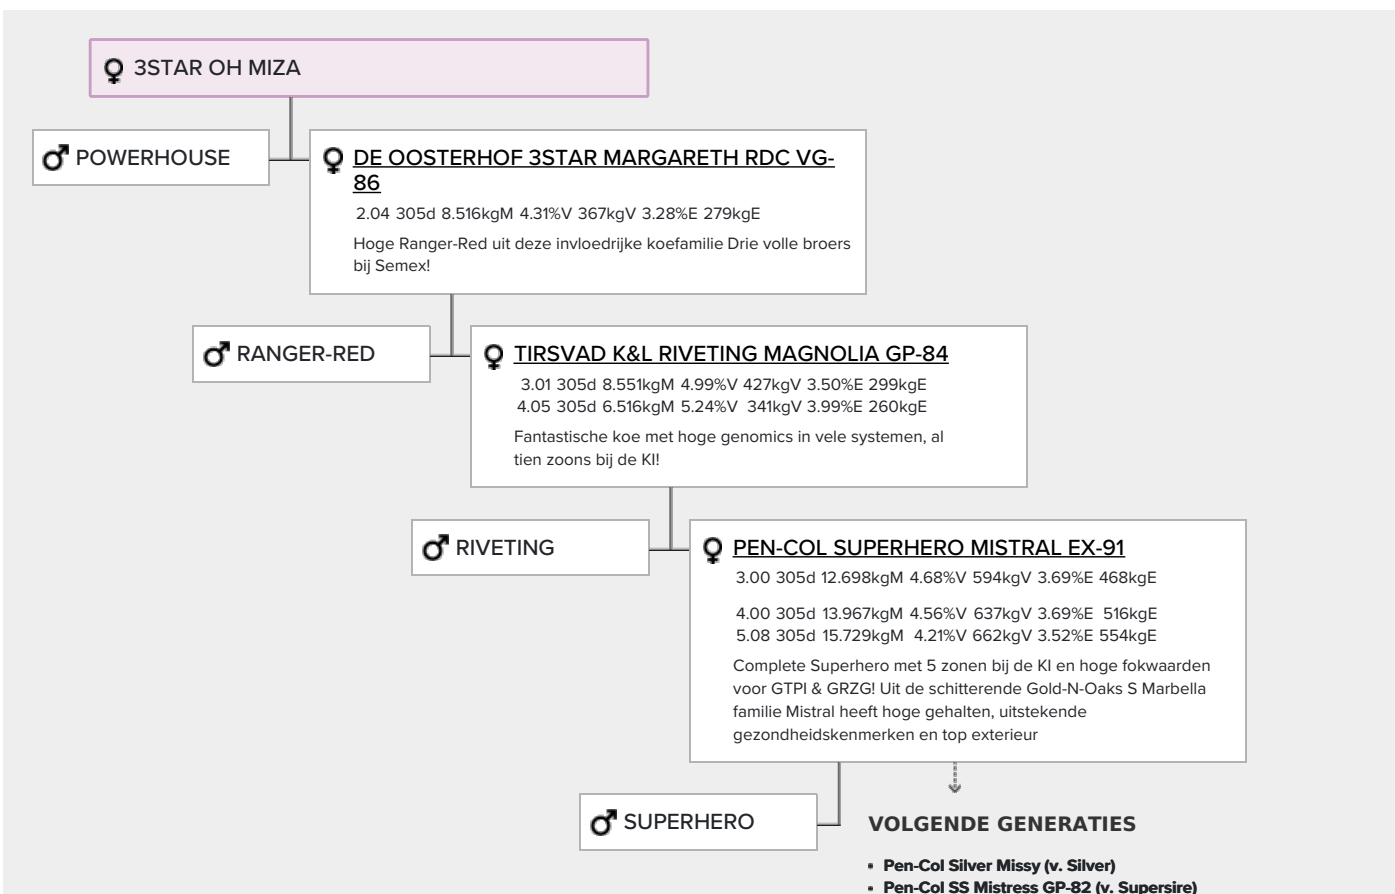 3STAR OH MIZA
POWERHOUSE
DE OOSTERHOF 3STAR MARGARETH RDC VG-
86
2.04 305d 8.516kgM 4.31%V 367kgV 3.28%E 279kgE
Hoge Ranger-Red uit deze invloedrijke koefamilie Drie volle broers
bij Semex!
RANGER-RED
TIRSVAD K&L RIVETING MAGNOLIA GP-84
3.01 305d 8.551kgM 4.99%V 427kgV 3.50%E 299kgE
4.05 305d 6.516kgM 5.24%V 341kgV 3.99%E 260kgE
Fantastische koe met hoge genomics in vele systemen, al
tien zoons bij de KI!
RIVETING
PEN-COL SUPERHERO MISTRAL EX-91
3.00 305d 12.698kgM 4.68%V 594kgV 3.69%E 468kgE
4.00 305d 13.967kgM 4.56%V 637kgV 3.69%E 516kgE
5.08 305d 15.729kgM 4.21%V 662kgV 3.52%E 554kgE
Complete Superhero met 5 zonen bij de KI en hoge fokwaarden
voor GTPI & GRZG! Uit de schitterende Gold-N-Oaks S Marbella
familie Mistral heeft hoge gehalten, uitstekende
gezondheidskenmerken en top exterieur
SUPERHERO
VOLGENDE GENERATIES
• Pen-Col Silver Missy (v. Silver)
• Pen-Col SS Mistress GP-82 (v. Supersire)